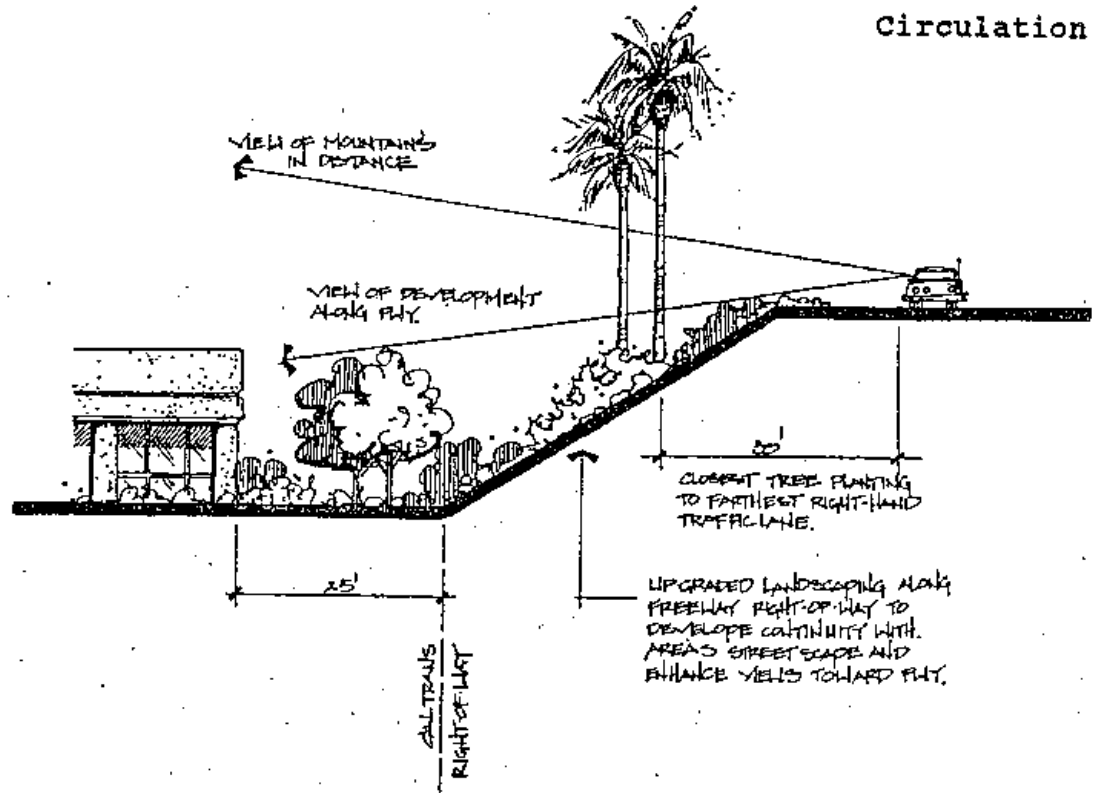 Circulation
VIEW OF MOUNTAINS
IN DISTANCE
VIEW OF DEVELOPMENT
ALONG FWY.
30'
CLOSEST TREE PLANTING
TO FARTHEST RIGHT-HAND
TRAFFIC LANE.
25'
UPGRADED LANDSCAPING ALONG
FREEWAY RIGHT-OF-WAY TO
DEVELOPE CONTINUITY WITH
AREAS STREETSCAPE AND
ENHANCE VIEWS TOWARD FWY.
CALTRANS
RIGHT-OF-WAY